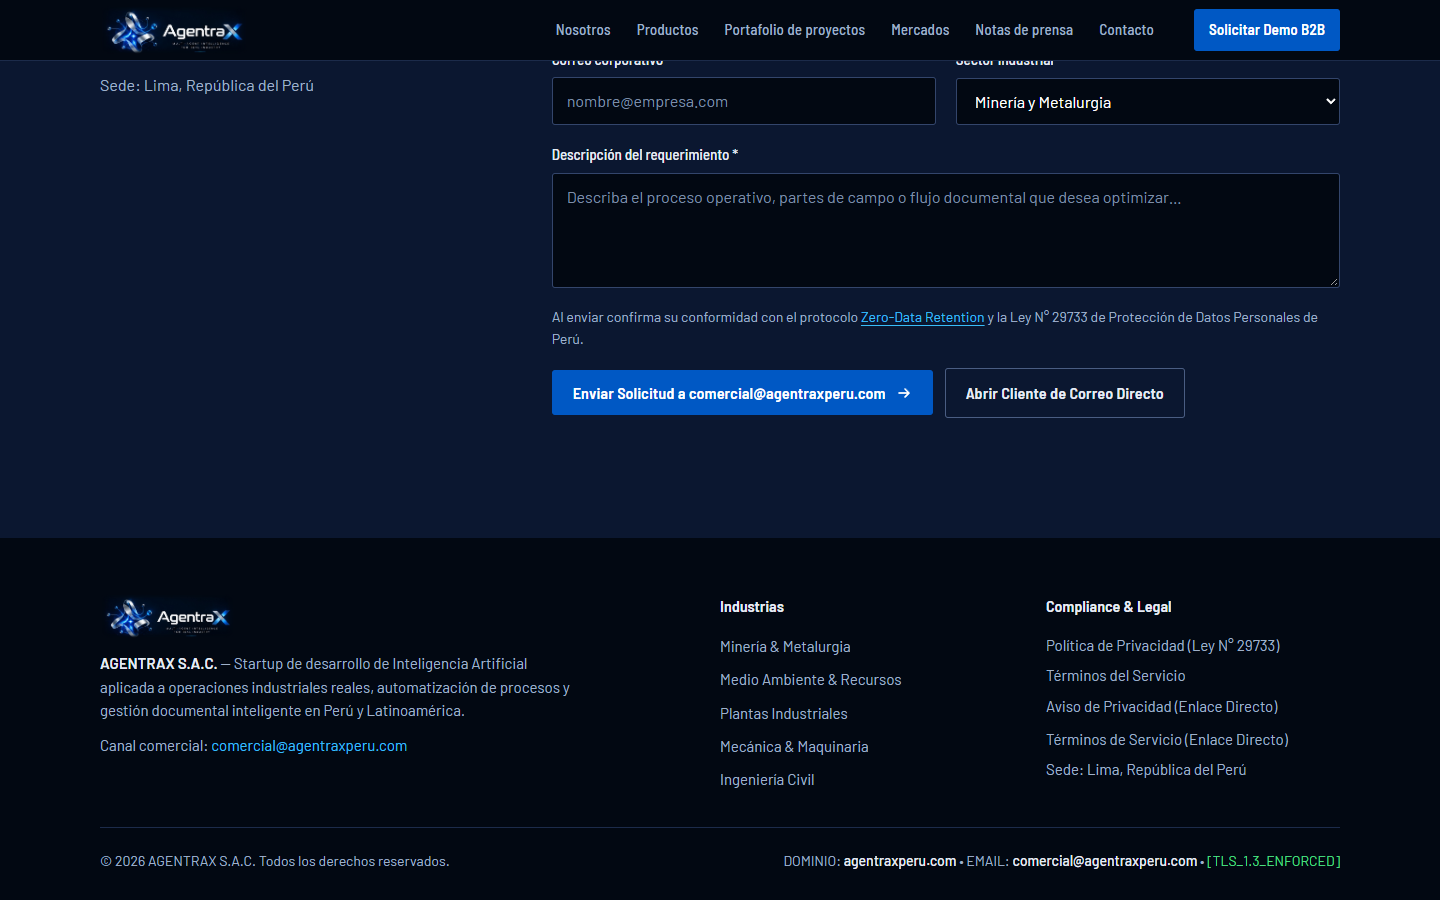 AgentraX
Nosotros
Productos
Portafolio de proyectos
Mercados
Notas de prensa
Contacto
Solicitar Demo B2B
Sede: Lima, República del Perú
Correo corporativo
Sector Industrial
nombre@empresa.com
Minería y Metalurgia
Descripción del requerimiento *
Describa el proceso operativo, partes de campo o flujo documental que desea optimizar...
Al enviar confirma su conformidad con el protocolo Zero-Data Retention y la Ley N° 29733 de Protección de Datos Personales de
Perú.
Enviar Solicitud a comercial@agentraxperu.com →
Abrir Cliente de Correo Directo
AgentraX
AGENTRAX S.A.C. — Startup de desarrollo de Inteligencia Artificial
aplicada a operaciones industriales reales, automatización de procesos y
gestión documental inteligente en Perú y Latinoamérica.
Canal comercial: comercial@agentraxperu.com
Industrias
Minería & Metalurgia
Medio Ambiente & Recursos
Plantas Industriales
Mecánica & Maquinaria
Ingeniería Civil
Compliance & Legal
Política de Privacidad (Ley N° 29733)
Términos del Servicio
Aviso de Privacidad (Enlace Directo)
Términos de Servicio (Enlace Directo)
Sede: Lima, República del Perú
© 2026 AGENTRAX S.A.C. Todos los derechos reservados.
DOMINIO: agentraxperu.com • EMAIL: comercial@agentraxperu.com • [TLS_1.3_ENFORCED]